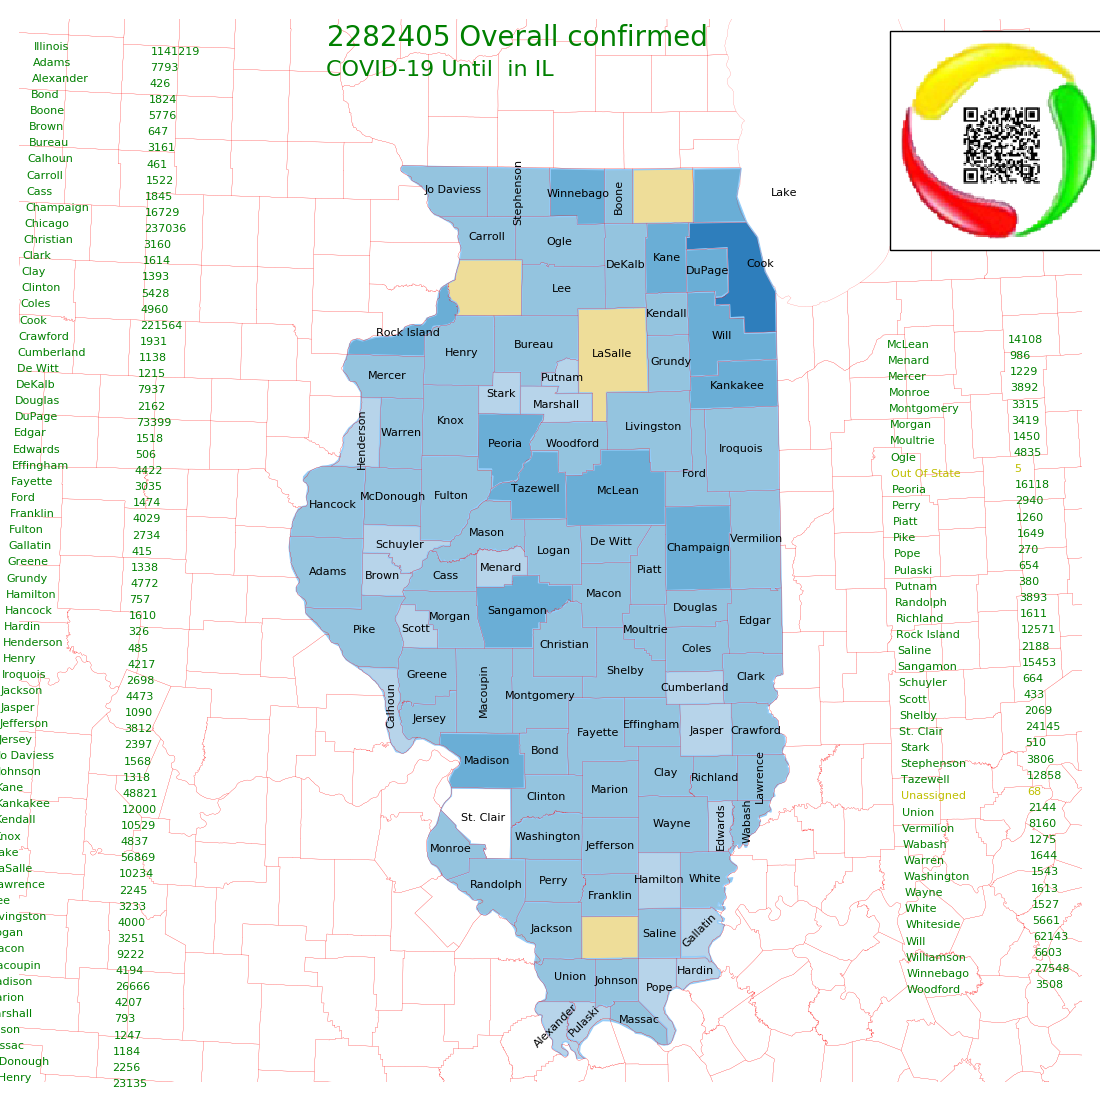 2282405 Overall confirmed
COVID-19 Until  in IL
Illinois 1141219
Adams 7793
Alexander 426
Bond 1824
Boone 5776
Brown 647
Bureau 3161
Calhoun 461
Carroll 1522
Cass 1845
Champaign 16729
Chicago 237036
Christian 3160
Clark 1614
Clay 1393
Clinton 5428
Coles 4960
Cook 221564
Crawford 1931
Cumberland 1138
De Witt 1215
DeKalb 7937
Douglas 2162
DuPage 73399
Edgar 1518
Edwards 506
Effingham 4422
Fayette 3035
Ford 1474
Franklin 4029
Fulton 2734
Gallatin 415
Greene 1338
Grundy 4772
Hamilton 757
Hancock 1610
Hardin 326
Henderson 485
Henry 4217
Iroquois 2698
Jackson 4473
Jasper 1090
Jefferson 3812
Jersey 2397
o Daviess 1568
ohnson 1318
Kane 48821
Kankakee 12000
Kendall 10529
Knox 4837
ake 56869
aSalle 10234
awrence 2245
ee 3233
vingston 4000
ogan 3251
acon 9222
acoupin 4194
adison 26666
arion 4207
arshall 793
son 1247
ssac 1184
Donough 2256
Henry 23135
McLean 14108
Menard 986
Mercer 1229
Monroe 3892
Montgomery 3315
Morgan 3419
Moultrie 1450
Ogle 4835
Out Of State 5
Peoria 16118
Perry 2940
Piatt 1260
Pike 1649
Pope 270
Pulaski 654
Putnam 380
Randolph 3893
Richland 1611
Rock Island 12571
Saline 2188
Sangamon 15453
Schuyler 664
Scott 433
Shelby 2069
St. Clair 24145
Stark 510
Stephenson 3806
Tazewell 12858
Unassigned 68
Union 2144
Vermilion 8160
Wabash 1275
Warren 1644
Washington 1543
Wayne 1613
White 1527
Whiteside 5661
Will 62143
Williamson 6603
Winnebago 27548
Woodford 3508
Jo Daviess
Stephenson
Winnebago
Boone
Lake
Carroll
Ogle
DeKalb
Kane
DuPage
Cook
Lee
Kendall
Rock Island
Henry
Bureau
LaSalle
Will
Grundy
Mercer
Putnam
Stark
Marshall
Kankakee
Henderson
Warren
Knox
Peoria
Woodford
Livingston
Iroquois
Ford
Hancock
McDonough
Fulton
Tazewell
McLean
Mason
Schuyler
Logan
De Witt
Champaign
Vermilion
Adams
Brown
Cass
Menard
Piatt
Macon
Pike
Scott
Morgan
Sangamon
Douglas
Edgar
Moultrie
Christian
Coles
Greene
Macoupin
Shelby
Cumberland
Clark
Calhoun
Jersey
Montgomery
Fayette
Effingham
Jasper
Crawford
Madison
Bond
Clay
Richland
Lawrence
Marion
Clinton
St. Clair
Washington
Jefferson
Wayne
Edwards
Wabash
Monroe
Randolph
Perry
Hamilton
White
Franklin
Jackson
Saline
Gallatin
Union
Johnson
Pope
Hardin
Alexander
Pulaski
Massac